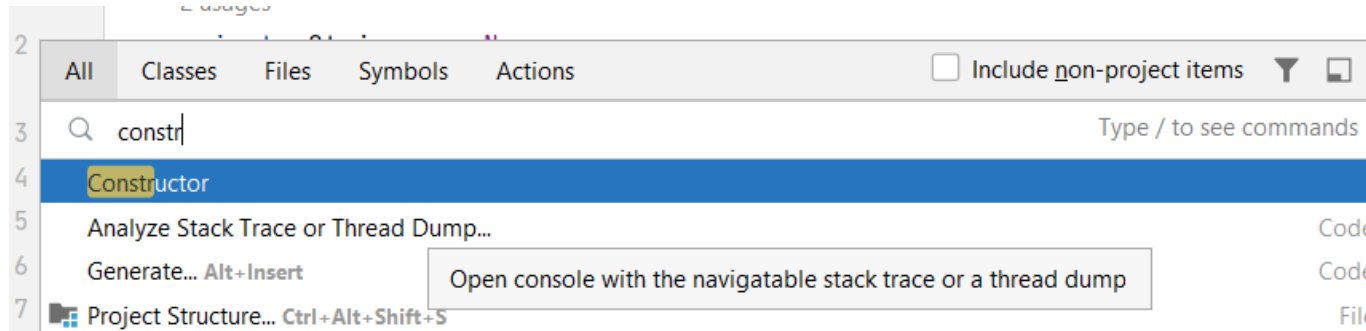 2 usages
2
All Classes Files Symbols Actions Include non-project items
3 constr Type / to see commands
4 Constructor
5 Analyze Stack Trace or Thread Dump... Code
6 Generate... Alt+Insert Code
Open console with the navigatable stack trace or a thread dump
7 Project Structure... Ctrl+Alt+Shift+S File